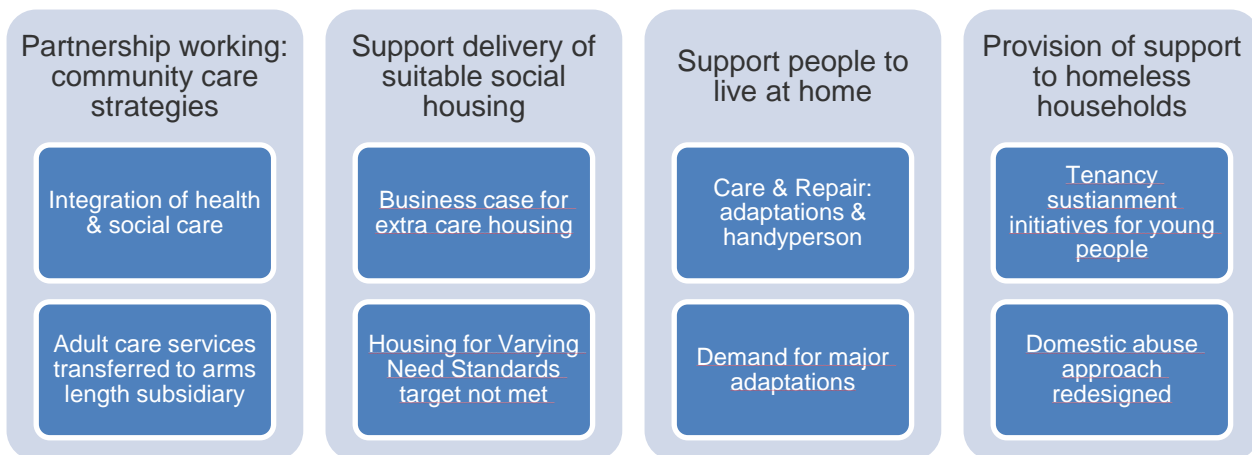 Partnership working:
community care
strategies
Integration of health
& social care
Adult care services
transferred to arms
length subsidiary
Support delivery of
suitable social
housing
Business case for
extra care housing
Housing for Varying
Need Standards
target not met
Support people to
live at home
Care & Repair:
adaptations &
handyperson
Demand for major
adaptations
Provision of support
to homeless
households
Tenancy
sustianment
initiatives for young
people
Domestic abuse
approach
redesigned